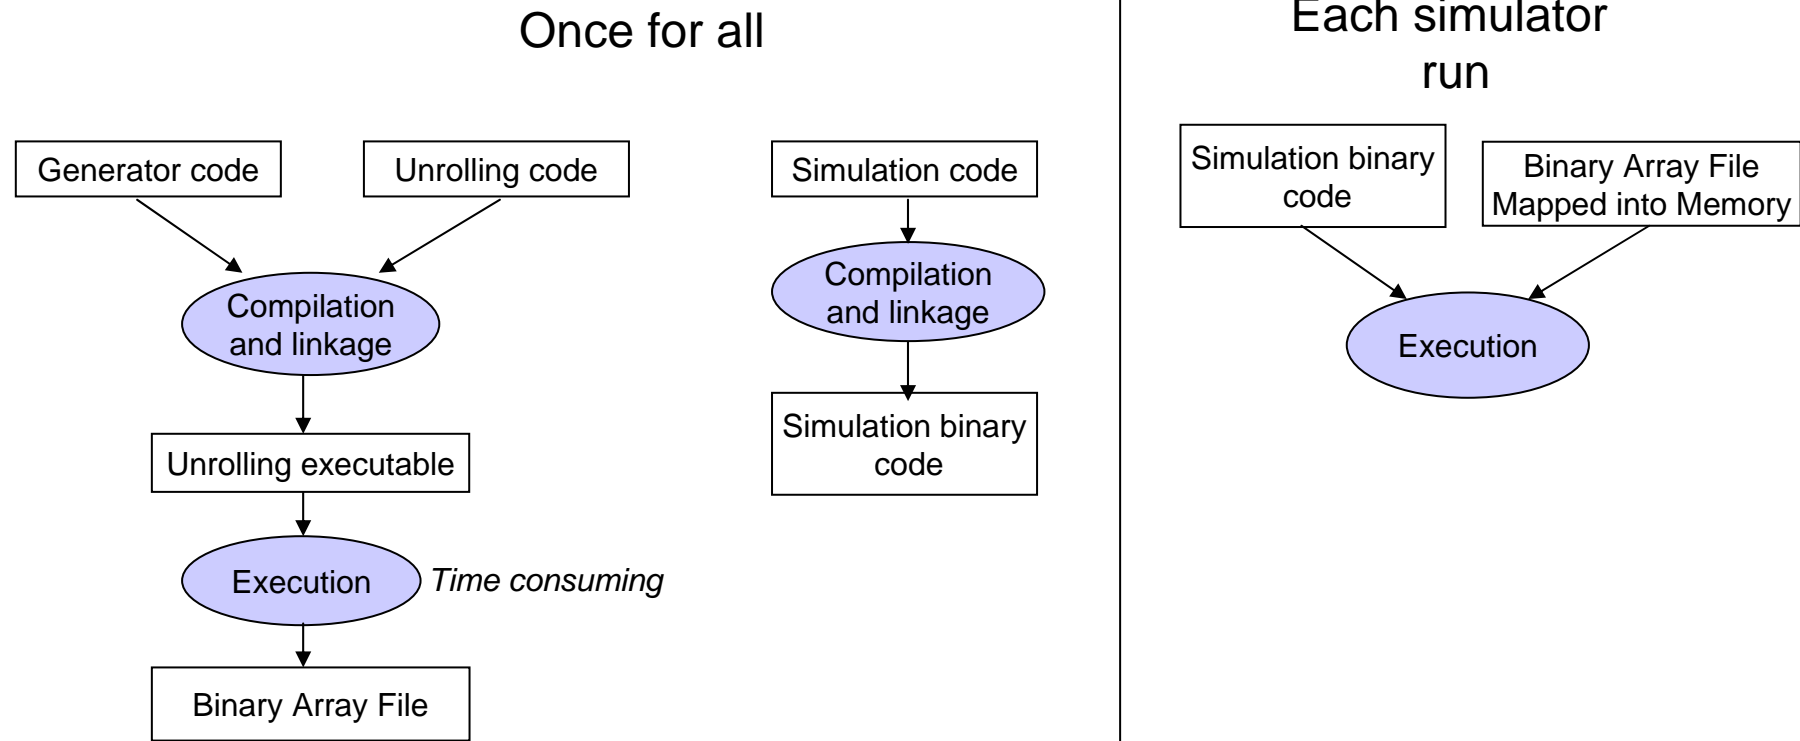 Once for all
Each simulator
run
Generator code
Unrolling code
Simulation code
Simulation binary
code
Binary Array File
Mapped into Memory
Compilation
and linkage
Compilation
and linkage
Execution
Unrolling executable
Simulation binary
code
Execution
Time consuming
Binary Array File